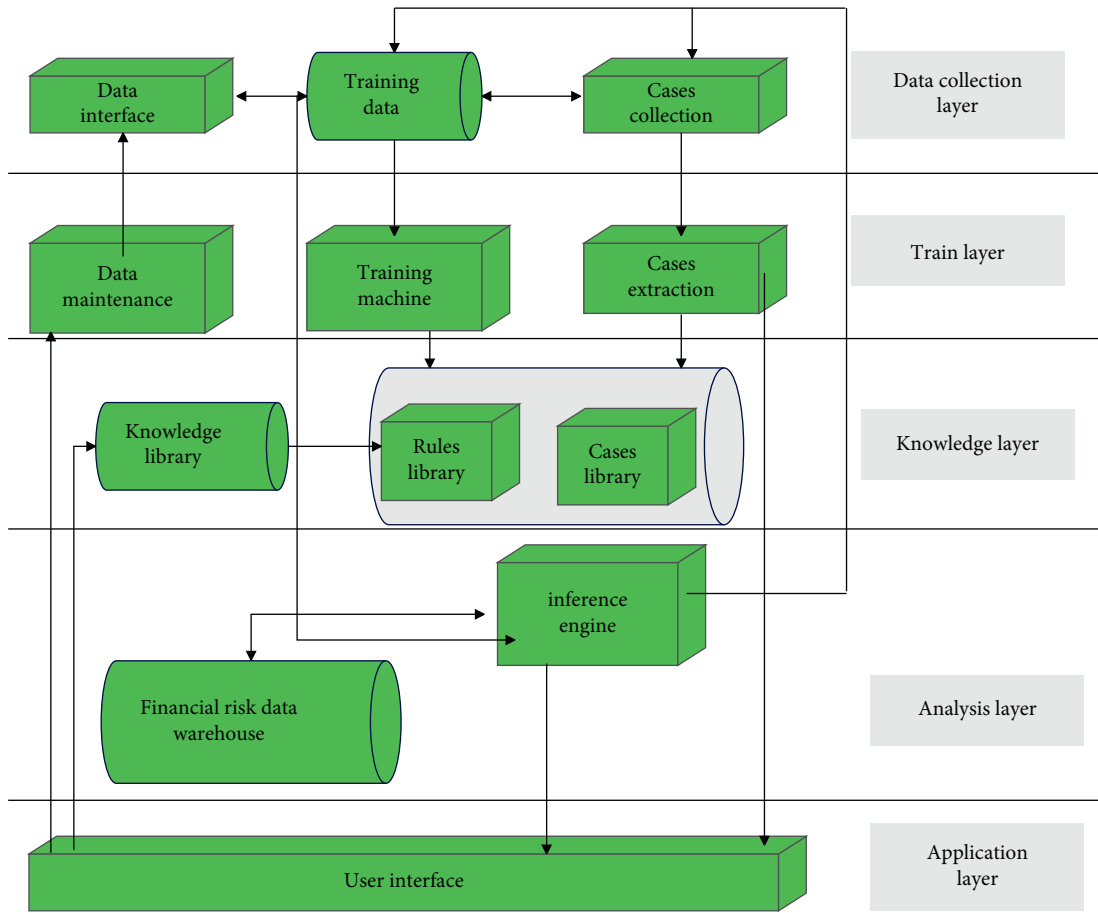 Data
interface
Training
data
Cases
collection
Data collection
layer
Data
maintenance
Training
machine
Cases
extraction
Train layer
Knowledge
library
Rules
library
Cases
library
Knowledge layer
inference
engine
Financial risk data
warehouse
Analysis layer
User interface
Application
layer